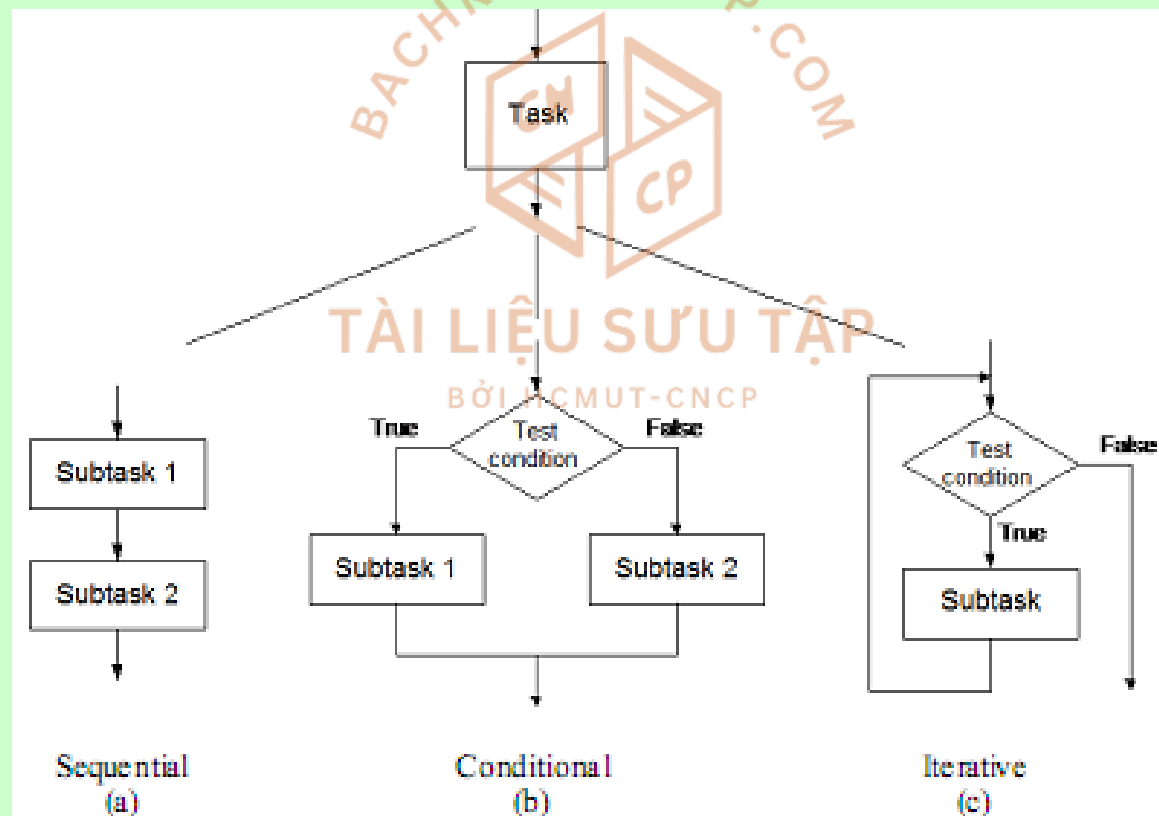 BACHK
P.COM
Task
CN
CP
TÀI LIỆU SƯU TẬP
BỞI HCMUT-CNCP
Subtask 1
Subtask 2
Sequential
(a)
True
Test
condition
False
Subtask 1
Subtask 2
Conditional
(b)
Test
condition
False
True
Subtask
Iterative
(c)